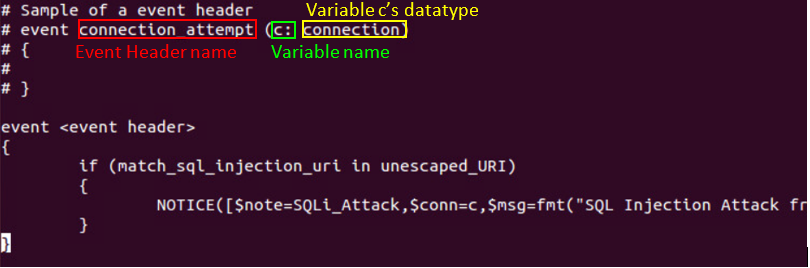 # Sample of a event header
Variable c's datatype
# event connection_attempt (c: connection)
# {
Event Header name
Variable name
#
# }
event <event header>
{
if (match_sql_injection_uri in unescaped_URI)
{
NOTICE([$note=SQLi_Attack,$conn=c,$msg=fmt("SQL Injection Attack fr
}
}